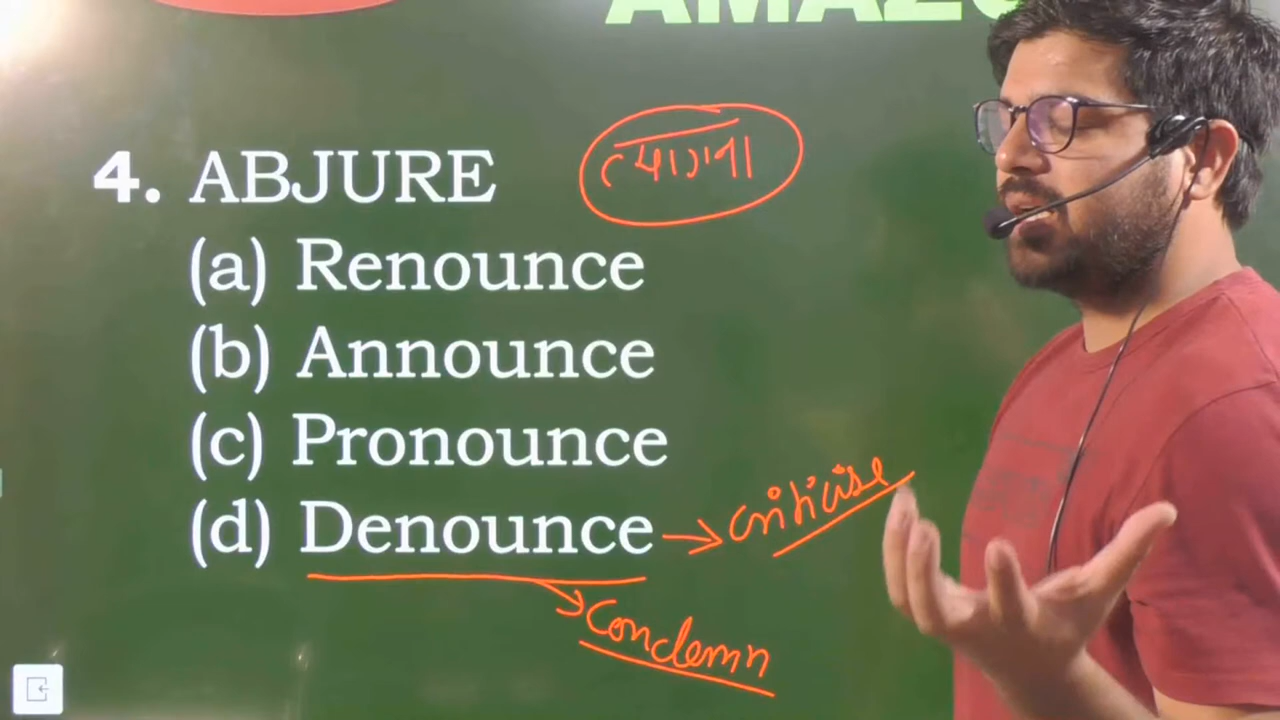 4. ABJURE त्यागना
(a) Renounce
(b) Announce
(c) Pronounce
(d) Denounce → criticise
condemn